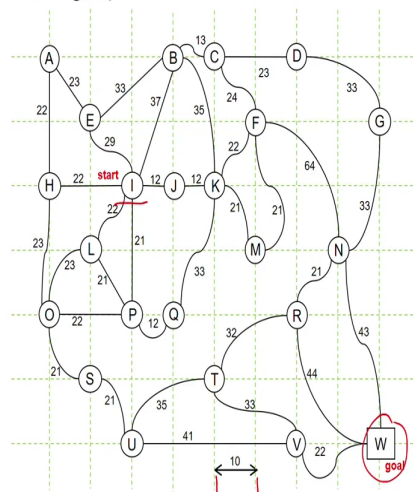 13
A
B
C
D
23
33
23
24
33
37
35
22
E
F
G
29
22
64
start
H
22
I
12
J
12
K
22
21
21
33
23
L
21
M
N
23
21
33
21
O
22
P
12
Q
R
43
32
44
21
S
T
21
35
33
U
41
V
22
W
goal
10